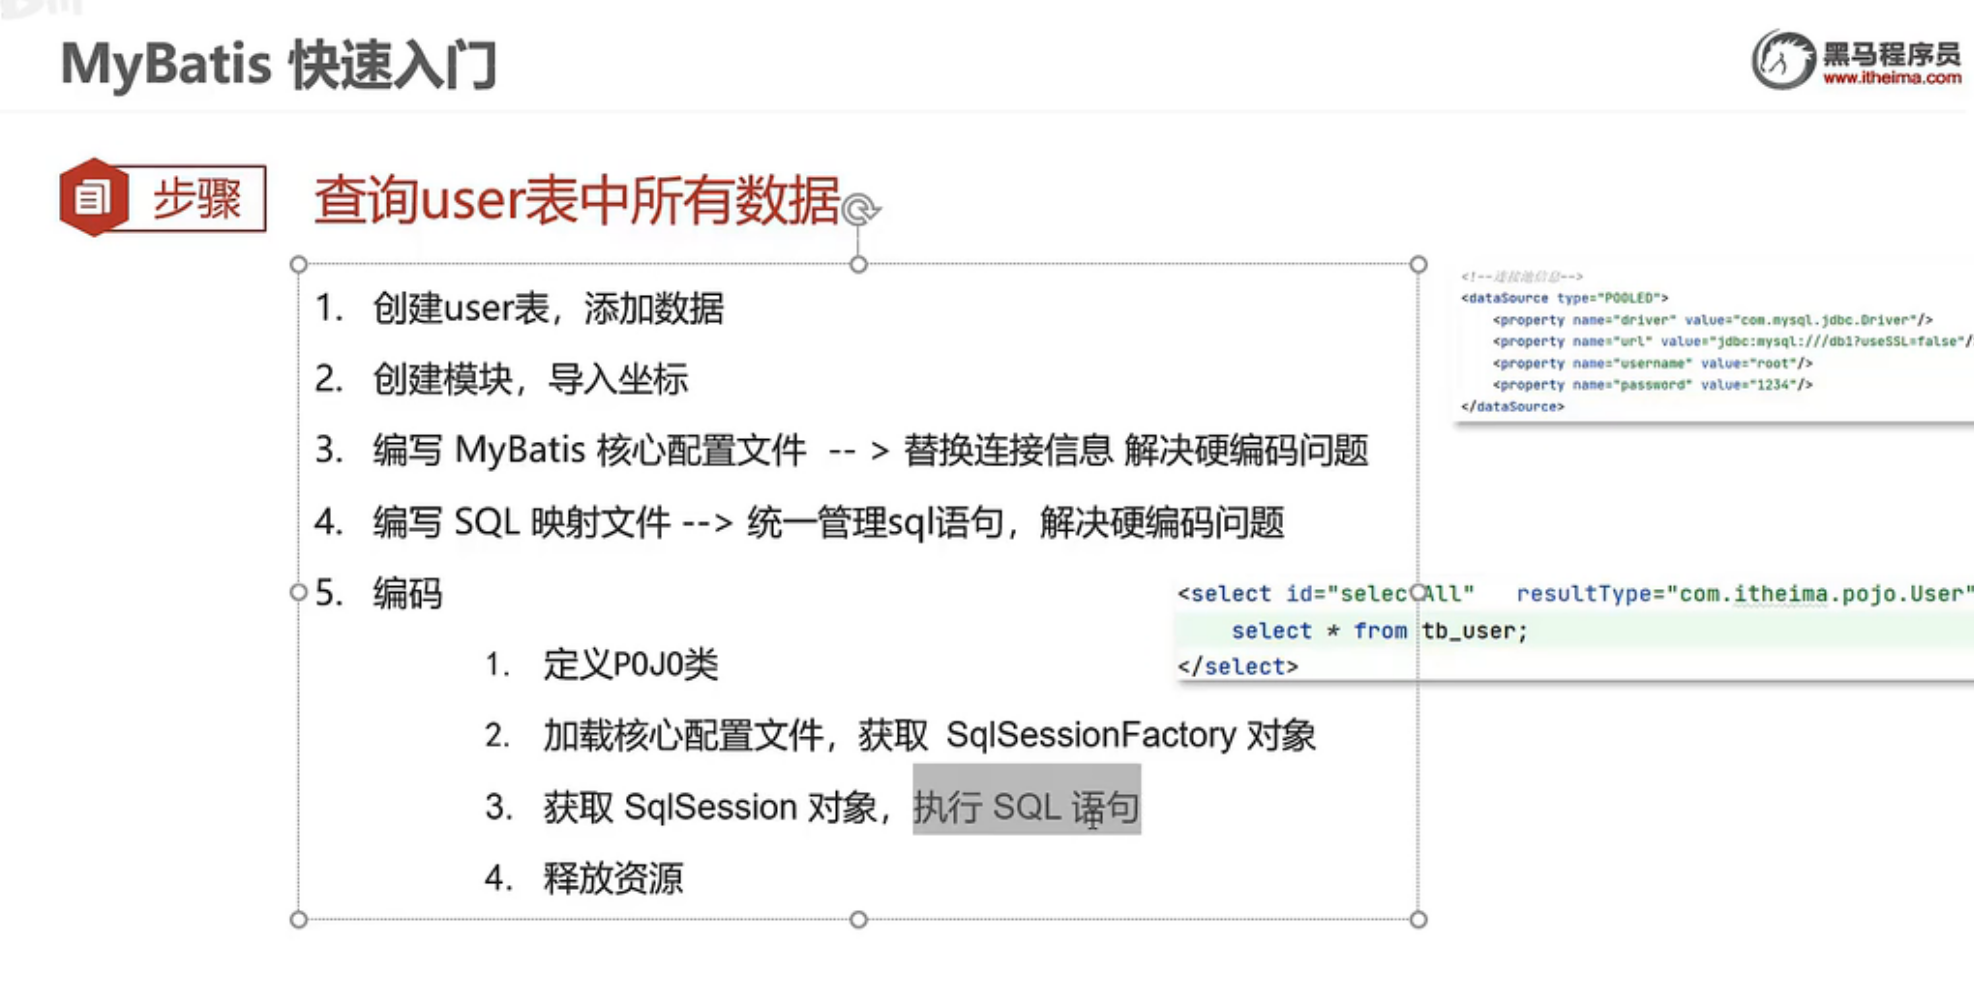 MyBatis 快速入门
黑马程序员
www.itheima.com
步骤
查询user表中所有数据
1. 创建user表，添加数据
2. 创建模块，导入坐标
3. 编写 MyBatis 核心配置文件 -- > 替换连接信息 解决硬编码问题
4. 编写 SQL 映射文件 --> 统一管理sql语句，解决硬编码问题
5. 编码
1. 定义POJO类
2. 加载核心配置文件，获取 SqlSessionFactory 对象
3. 获取 SqlSession 对象，执行 SQL 语句
4. 释放资源
<!--连接池信息-->
<dataSource type="POOLED">
<property name="driver" value="com.mysql.jdbc.Driver"/>
<property name="url" value="jdbc:mysql:///db1?useSSL=false"/
<property name="username" value="root"/>
<property name="password" value="1234"/>
</dataSource>
<select id="selectAll" resultType="com.itheima.pojo.User"
select * from tb_user;
</select>